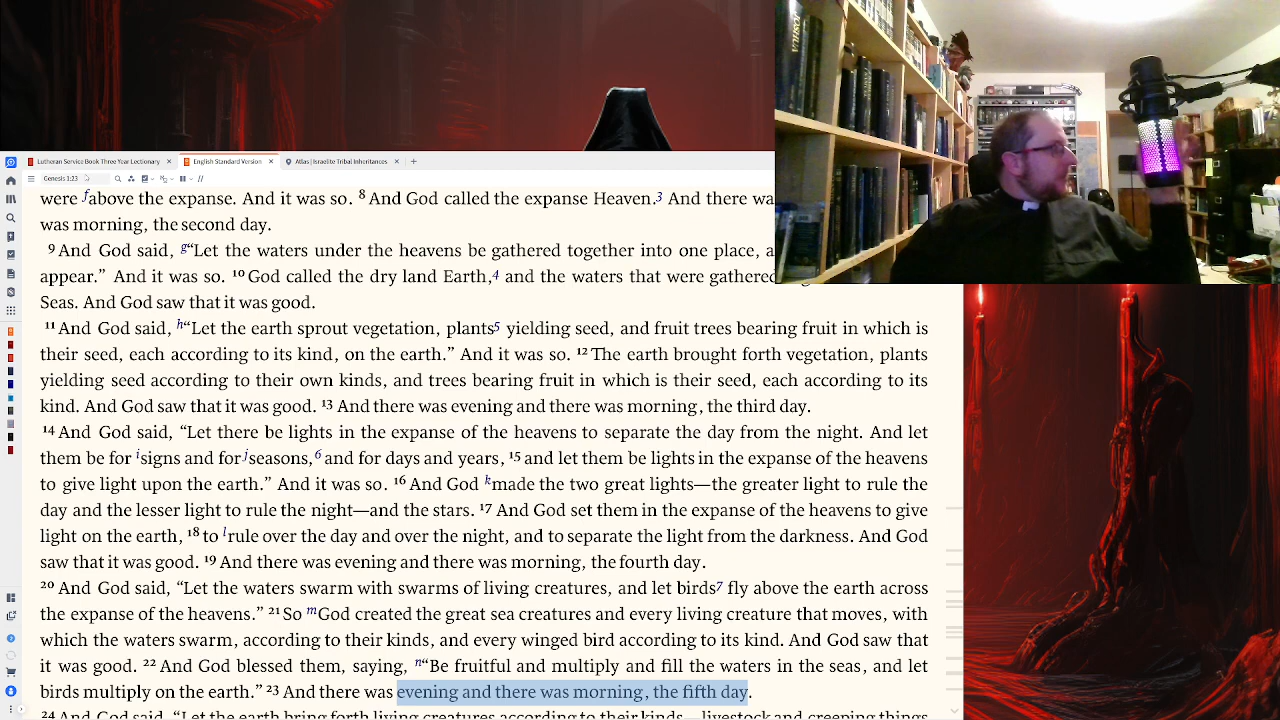 Lutheran Service Book Three Year Lectionary
English Standard Version
Atlas | Israelite Tribal Inheritances
Genesis 1:23
were fabove the expanse. And it was so. 8 And God called the expanse Heaven.3 And there wa
was morning, the second day.
9 And God said, g“Let the waters under the heavens be gathered together into one place, a
appear.” And it was so. 10 God called the dry land Earth,4 and the waters that were gathered
Seas. And God saw that it was good.
11 And God said, h“Let the earth sprout vegetation, plants5 yielding seed, and fruit trees bearing fruit in which is
their seed, each according to its kind, on the earth.” And it was so. 12 The earth brought forth vegetation, plants
yielding seed according to their own kinds, and trees bearing fruit in which is their seed, each according to its
kind. And God saw that it was good. 13 And there was evening and there was morning, the third day.
14 And God said, “Let there be lights in the expanse of the heavens to separate the day from the night. And let
them be for isigns and for jseasons,6 and for days and years, 15 and let them be lights in the expanse of the heavens
to give light upon the earth.” And it was so. 16 And God kmade the two great lights—the greater light to rule the
day and the lesser light to rule the night—and the stars. 17 And God set them in the expanse of the heavens to give
light on the earth, 18 to lrule over the day and over the night, and to separate the light from the darkness. And God
saw that it was good. 19 And there was evening and there was morning, the fourth day.
20 And God said, “Let the waters swarm with swarms of living creatures, and let birds7 fly above the earth across
the expanse of the heavens.” 21 So mGod created the great sea creatures and every living creature that moves, with
which the waters swarm, according to their kinds, and every winged bird according to its kind. And God saw that
it was good. 22 And God blessed them, saying, n“Be fruitful and multiply and fill the waters in the seas, and let
birds multiply on the earth.” 23 And there was evening and there was morning, the fifth day.
24 And God said, “Let the earth bring forth living creatures according to their kinds—livestock and creeping things